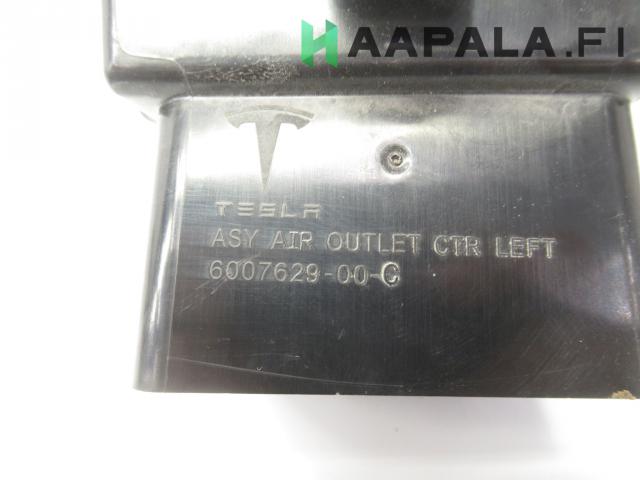 HAAPALA.FI
TESLA
ASY AIR OUTLET CTR LEFT
6007629-00-C